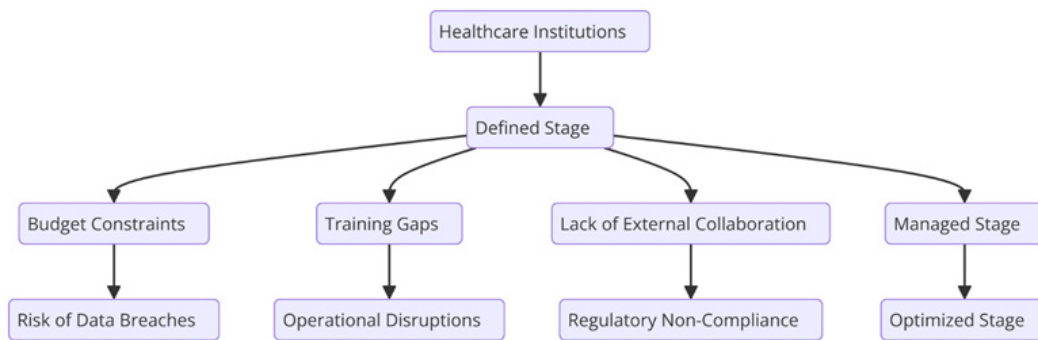 Healthcare Institutions
Defined Stage
Budget Constraints
Training Gaps
Lack of External Collaboration
Managed Stage
Risk of Data Breaches
Operational Disruptions
Regulatory Non-Compliance
Optimized Stage